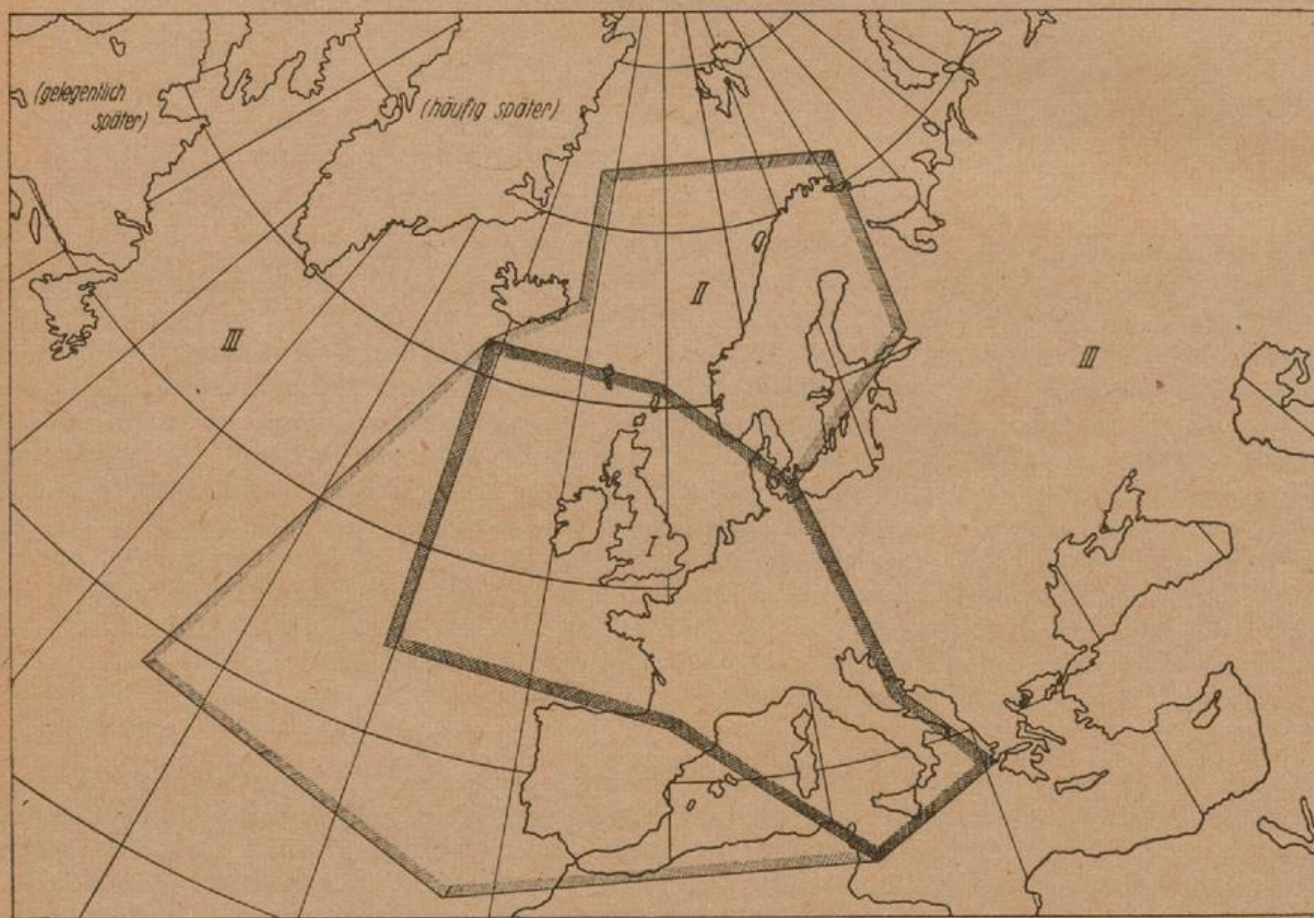 (gelegentlich
später)
(häufig später)
II
III
III
I